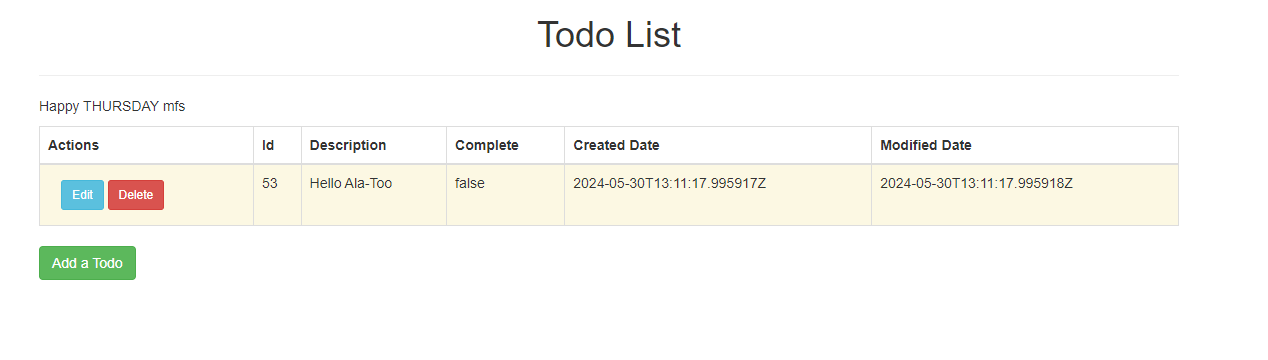 Todo List
Happy THURSDAY mfs
Actions Id Description Complete Created Date Modified Date
Edit Delete 53 Hello Ala-Too false 2024-05-30T13:11:17.995917Z 2024-05-30T13:11:17.995918Z
Add a Todo